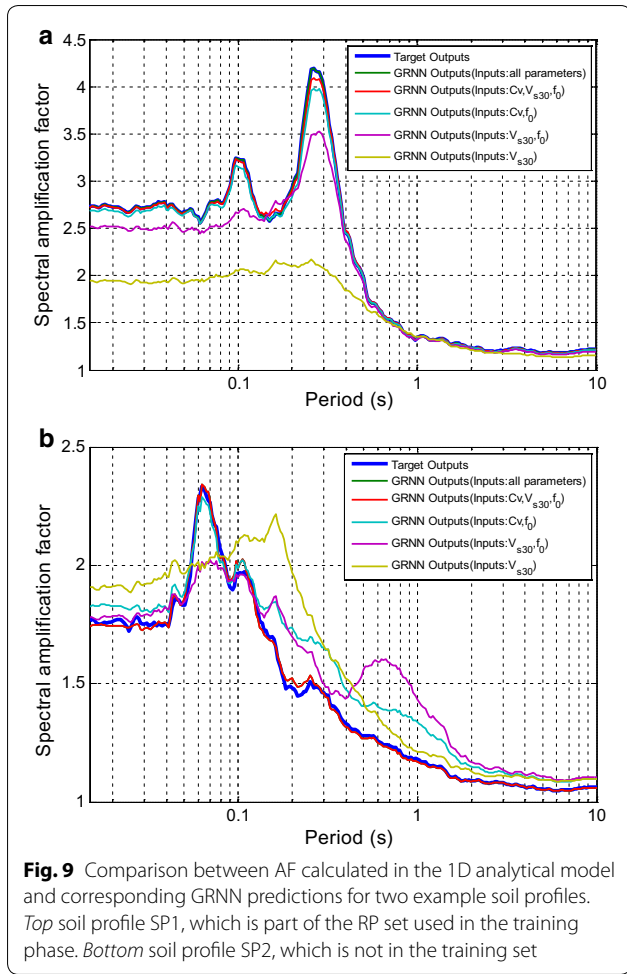 a
4.5
4
3.5
3
2.5
2
1.5
1
Spectral amplification factor
Target Outputs
GRNN Outputs(Inputs:all parameters)
GRNN Outputs(Inputs:Cv,Vs30,f0)
GRNN Outputs(Inputs:Cv,f0)
GRNN Outputs(Inputs:Vs30,f0)
GRNN Outputs(Inputs:Vs30)
0.1 1 10
Period (s)
b
2.5
2
1.5
1
Spectral amplification factor
Target Outputs
GRNN Outputs(Inputs:all parameters)
GRNN Outputs(Inputs:Cv,Vs30,f0)
GRNN Outputs(Inputs:Cv,f0)
GRNN Outputs(Inputs:Vs30,f0)
GRNN Outputs(Inputs:Vs30)
0.1 1 10
Period (s)
Fig. 9 Comparison between AF calculated in the 1D analytical model
and corresponding GRNN predictions for two example soil profiles.
Top soil profile SP1, which is part of the RP set used in the training
phase. Bottom soil profile SP2, which is not in the training set